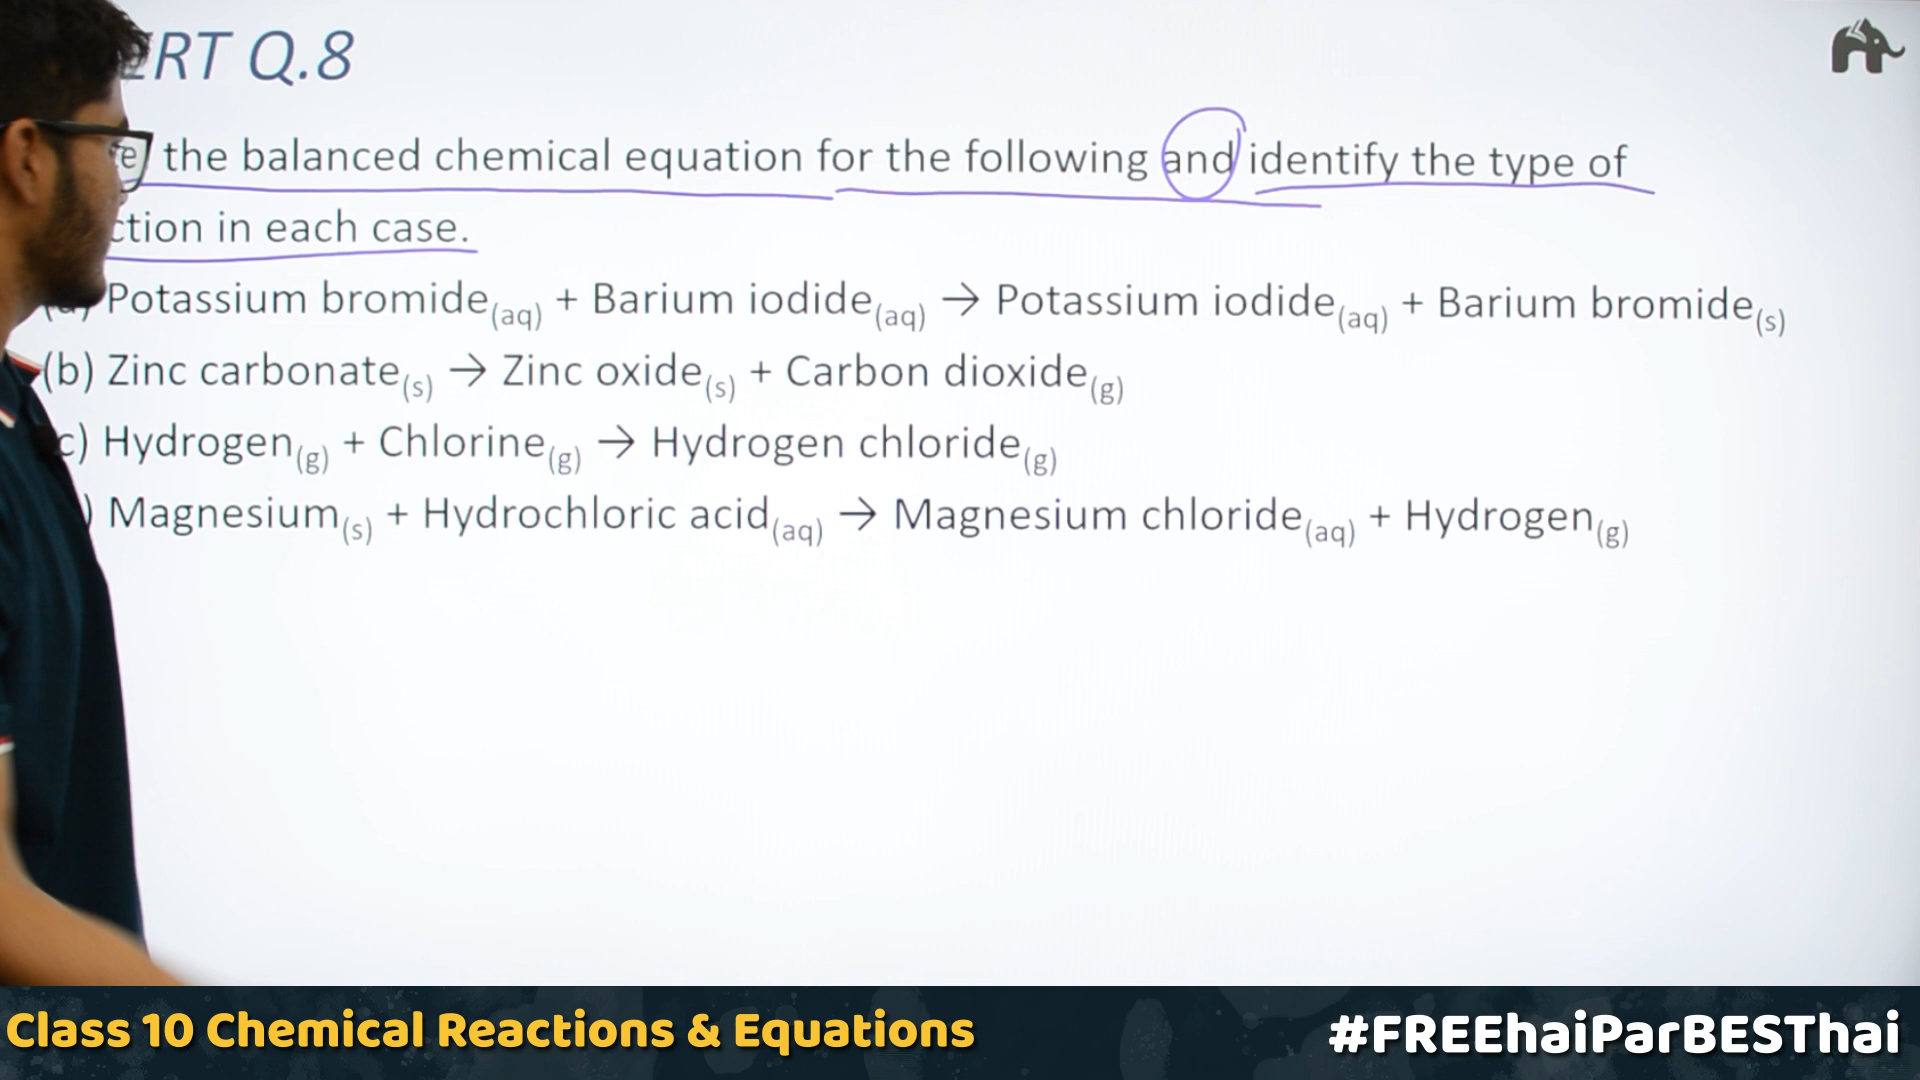 RT Q.8
the balanced chemical equation for the following and identify the type of
ction in each case.
Potassium bromide(aq) + Barium iodide(aq) → Potassium iodide(aq) + Barium bromide(s)
(b) Zinc carbonate(s) → Zinc oxide(s) + Carbon dioxide(g)
c) Hydrogen(g) + Chlorine(g) → Hydrogen chloride(g)
) Magnesium(s) + Hydrochloric acid(aq) → Magnesium chloride(aq) + Hydrogen(g)
Class 10 Chemical Reactions & Equations
#FREEhaiParBESThai